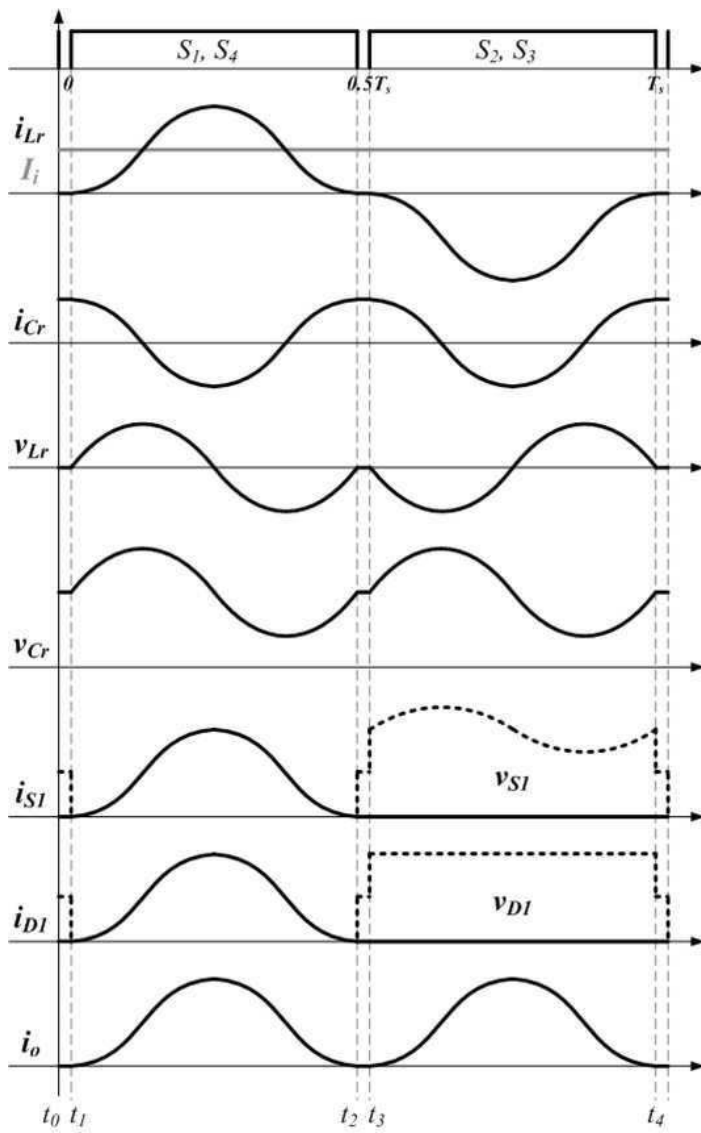 S1, S4 S2, S3
0 0.5Ts Ts
iLr
Ii
iCr
vLr
vCr
iS1 vS1
iD1 vD1
io
t0 t1 t2 t3 t4